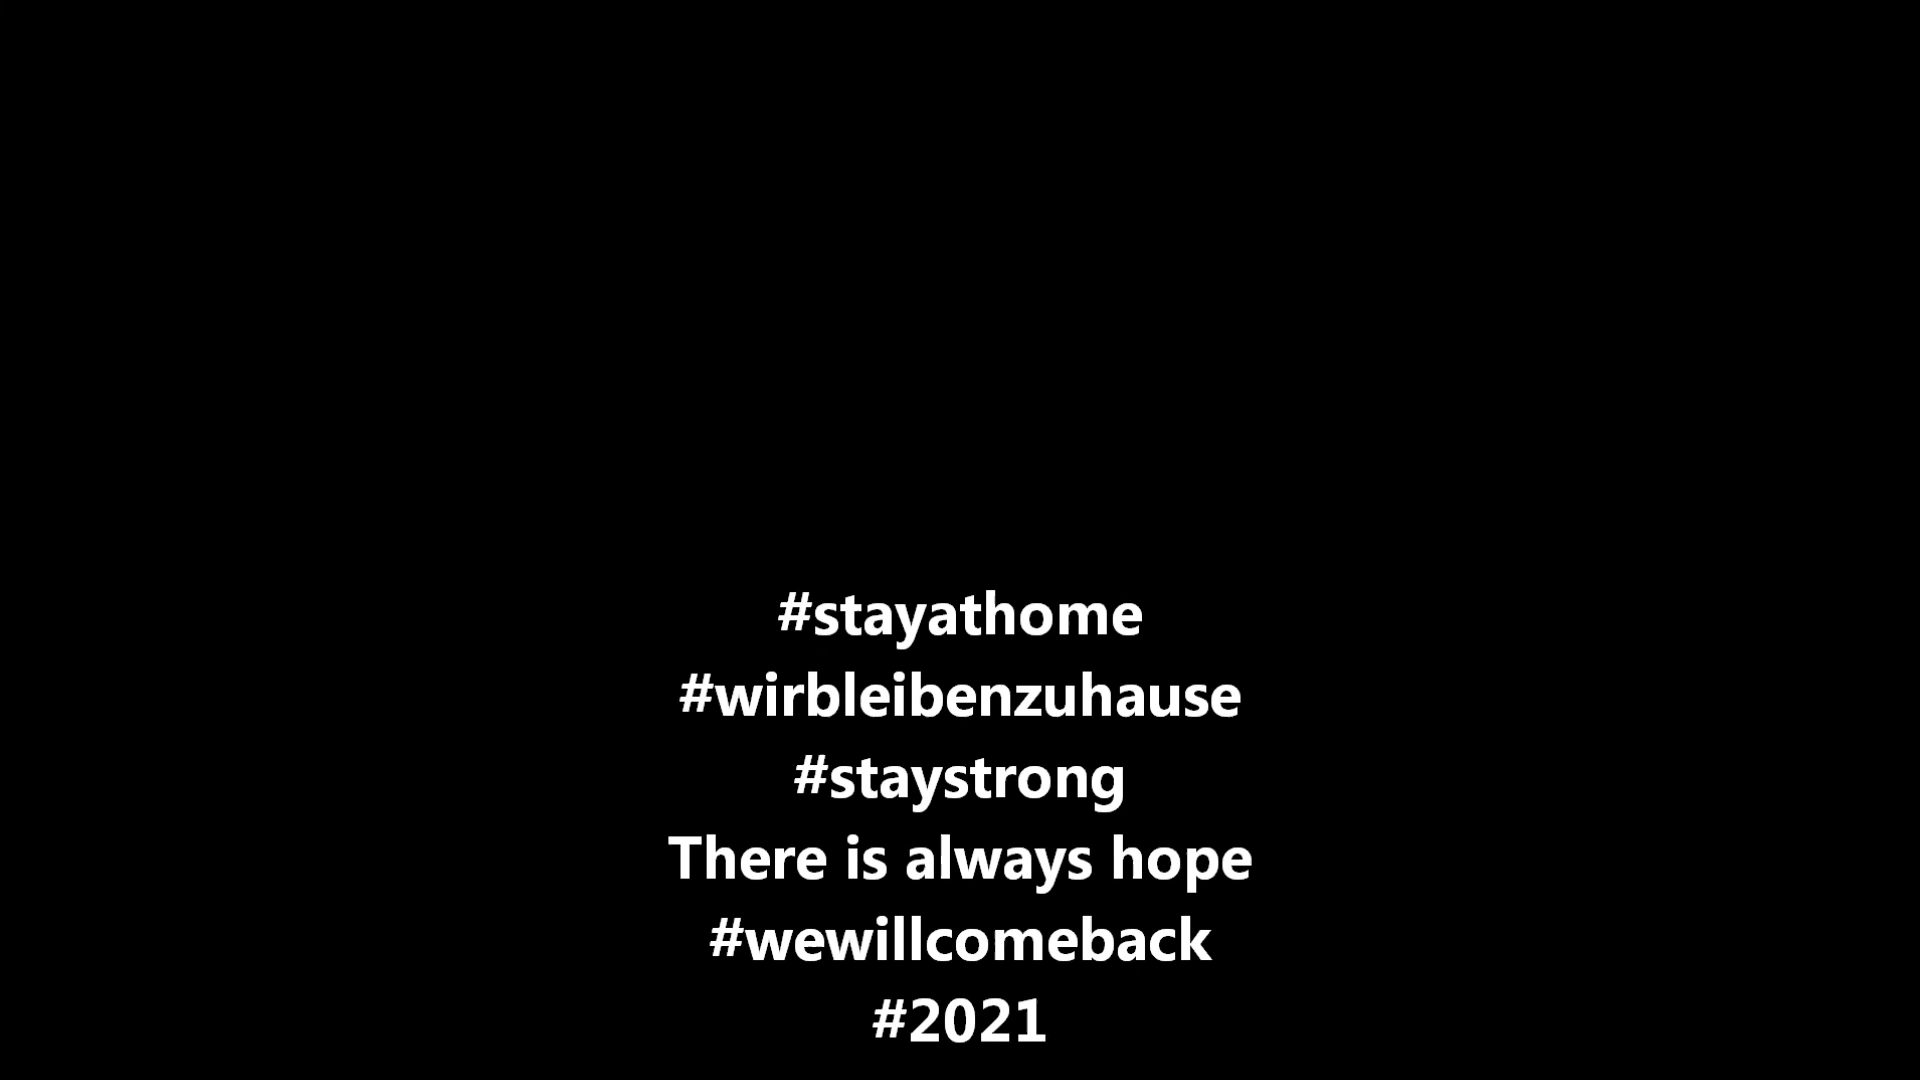 #stayathome
#wirbleibenzuhause
#staystrong
There is always hope
#wewillcomeback
#2021